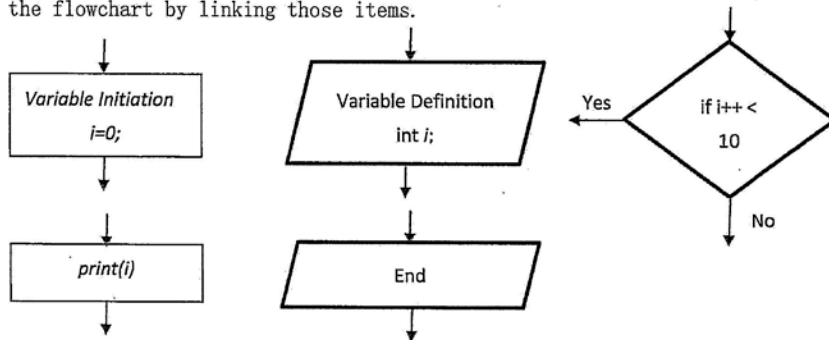 the flowchart by linking those items.
Variable Initiation
i=0;
Variable Definition
int i;
Yes
if i++ <
10
No
print(i)
End